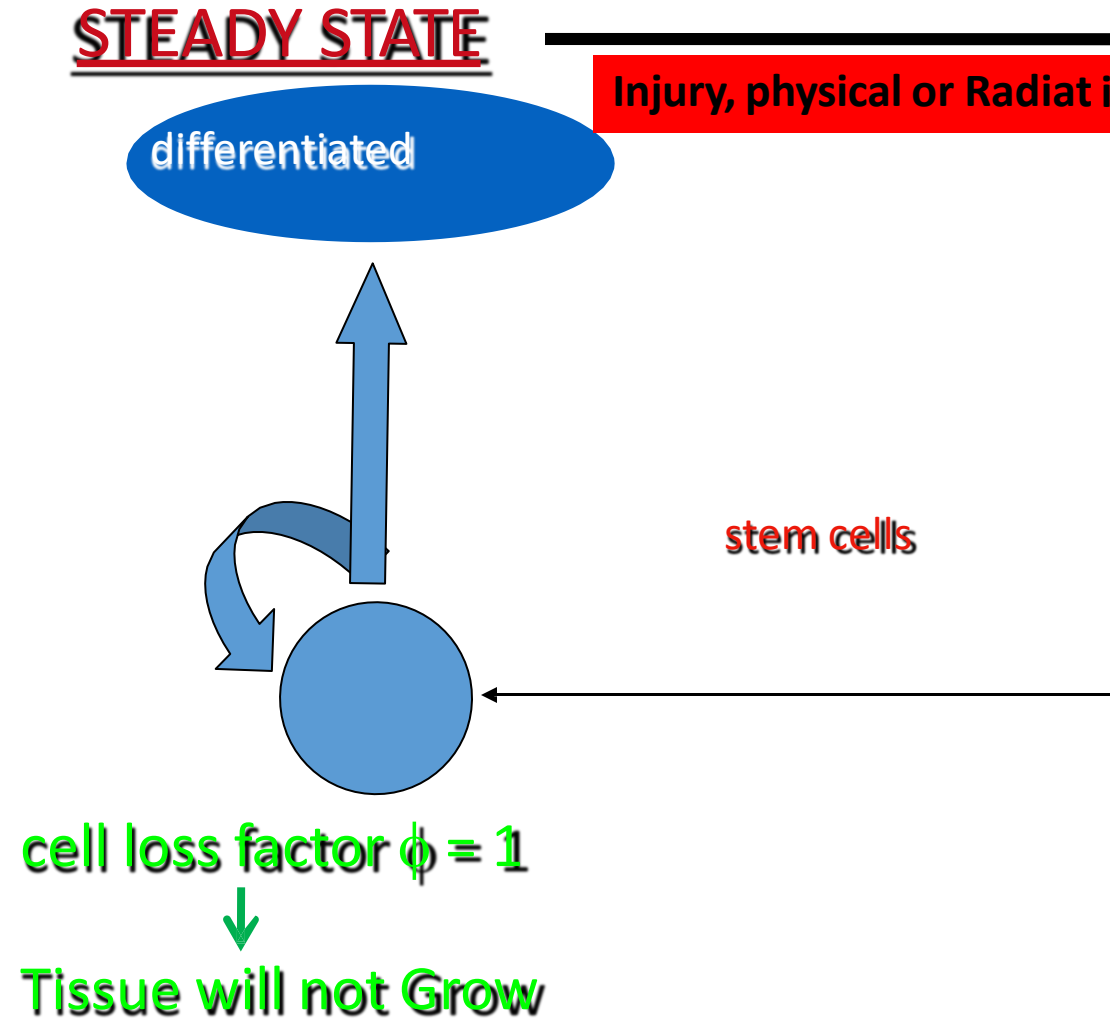 STEADY STATE
Injury, physical or Radiat i
differentiated
stem cells
cell loss factor ϕ = 1
Tissue will not Grow